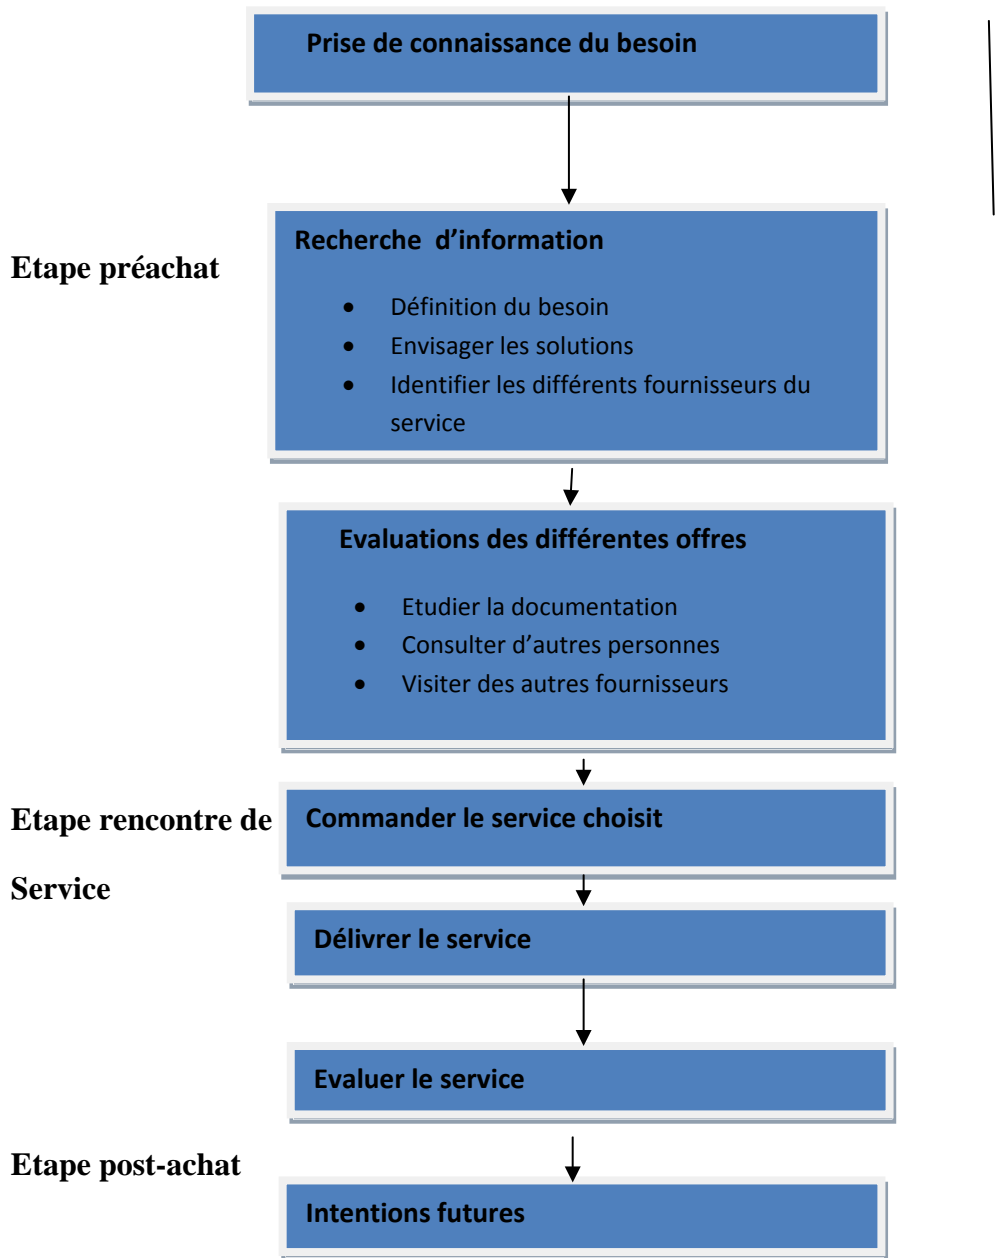 Prise de connaissance du besoin
Etape préachat
Recherche d’information
• Définition du besoin
• Envisager les solutions
• Identifier les différents fournisseurs du
service
Evaluations des différentes offres
• Etudier la documentation
• Consulter d’autres personnes
• Visiter des autres fournisseurs
Etape rencontre de
Service
Commander le service choisit
Délivrer le service
Evaluer le service
Etape post-achat
Intentions futures